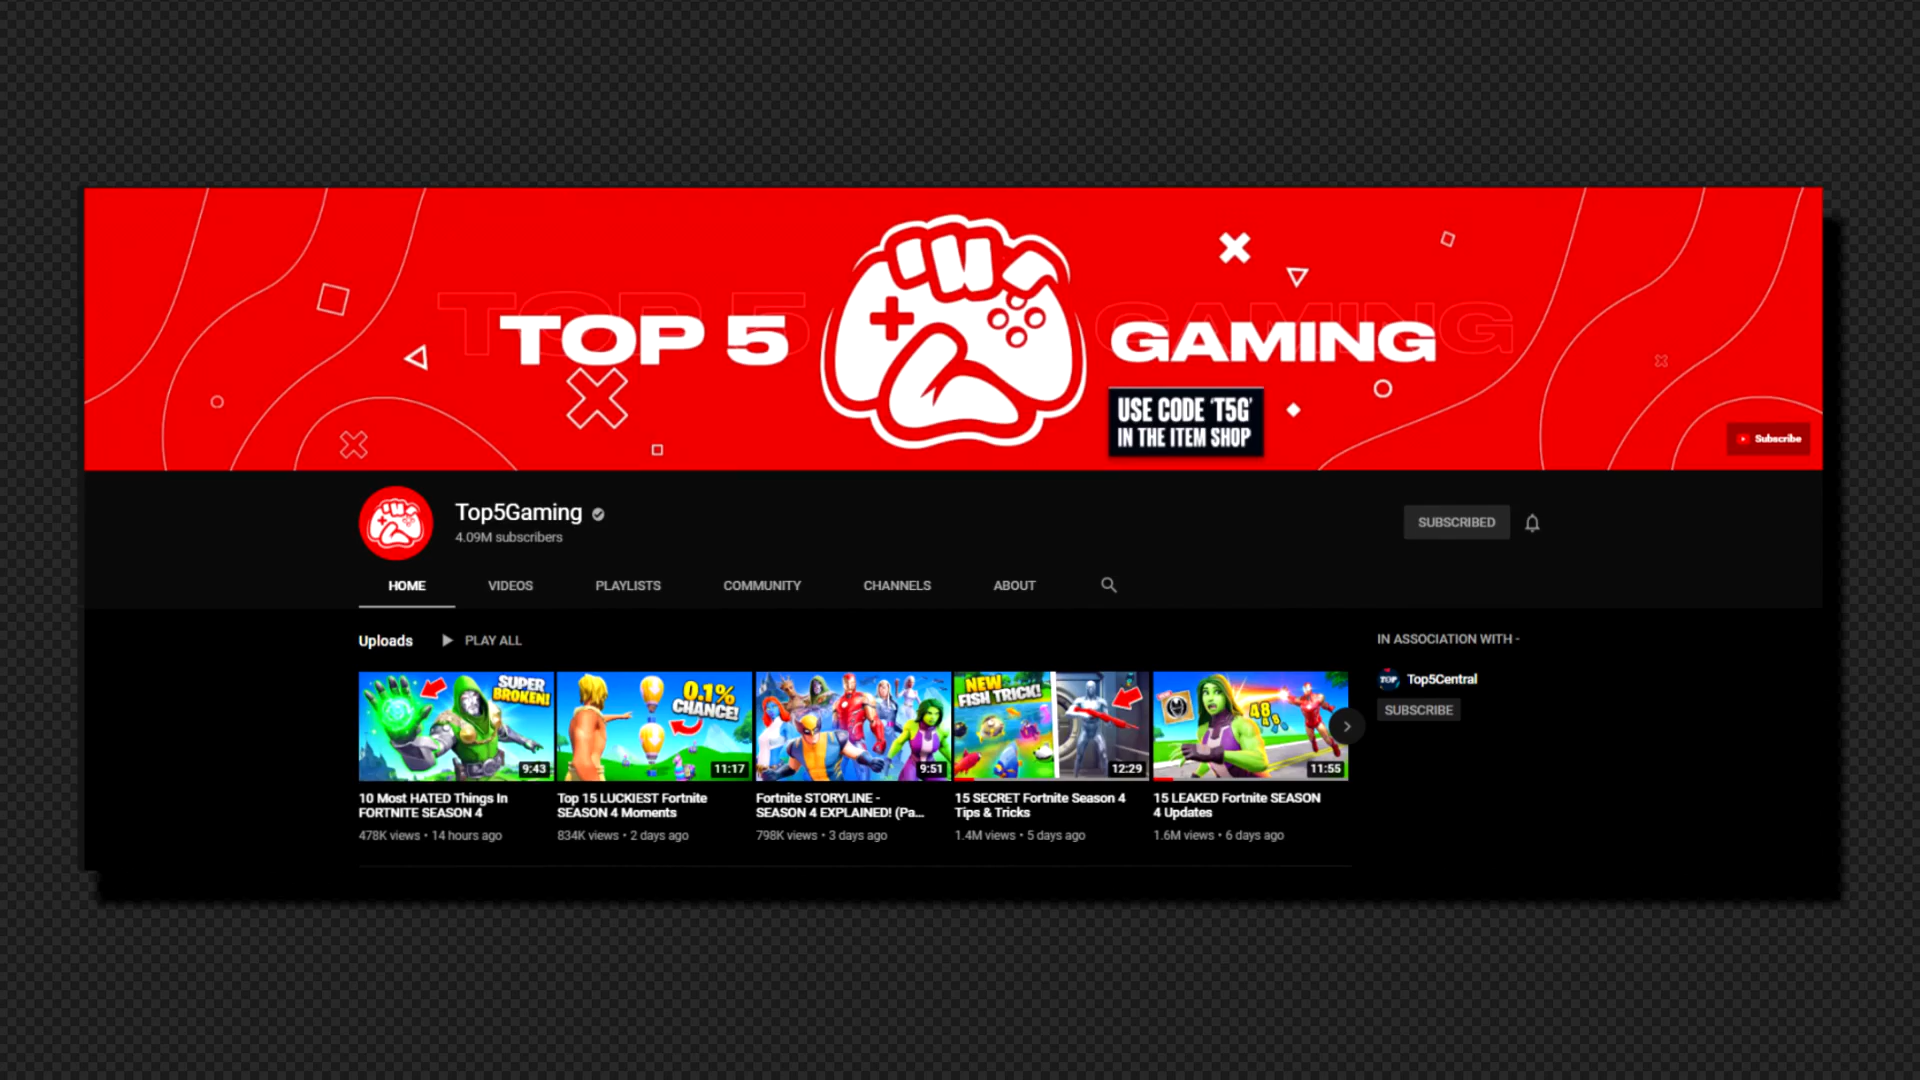 TOP 5 GAMING
TOP 5
GAMING
USE CODE 'T5G'
IN THE ITEM SHOP
Subscribe
Top5Gaming
4.09M subscribers
SUBSCRIBED
HOME VIDEOS PLAYLISTS COMMUNITY CHANNELS ABOUT
Uploads PLAY ALL
IN ASSOCIATION WITH -
TOP
Top5Central
SUBSCRIBE
SUPER
BROKEN!
9:43
10 Most HATED Things In
FORTNITE SEASON 4
478K views • 14 hours ago
0.1%
CHANCE!
11:17
Top 15 LUCKIEST Fortnite
SEASON 4 Moments
834K views • 2 days ago
9:51
Fortnite STORYLINE -
SEASON 4 EXPLAINED! (Pa...
798K views • 3 days ago
NEW
FISH TRICK!
12:29
15 SECRET Fortnite Season 4
Tips & Tricks
1.4M views • 5 days ago
48
48
11:55
15 LEAKED Fortnite SEASON
4 Updates
1.6M views • 6 days ago